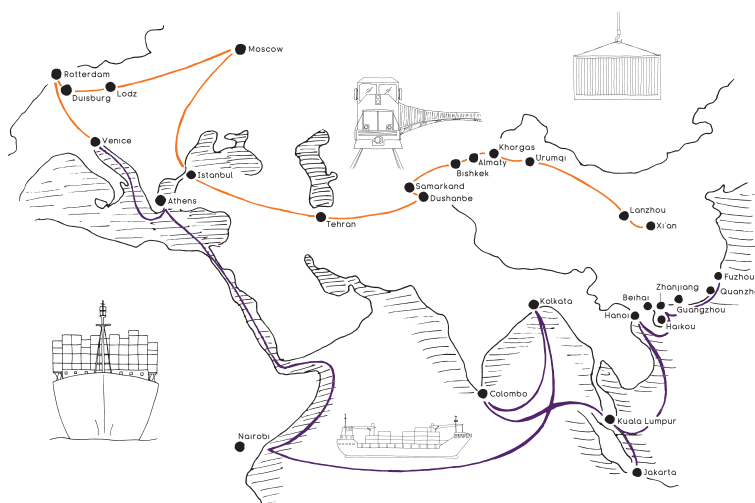 Moscow
Rotterdam
Duisburg
Lodz
Venice
Istanbul
Athens
Tehran
Samarkand
Dushanbe
Bishkek
Almaty
Khorgas
Urumqi
Lanzhou
Xi'an
Fuzhou
Quanzh
Zhanjiang
Beihai
Guangzhou
Hanoi
Haikou
Kolkata
Colombo
Kuala Lumpur
Nairobi
Jakarta